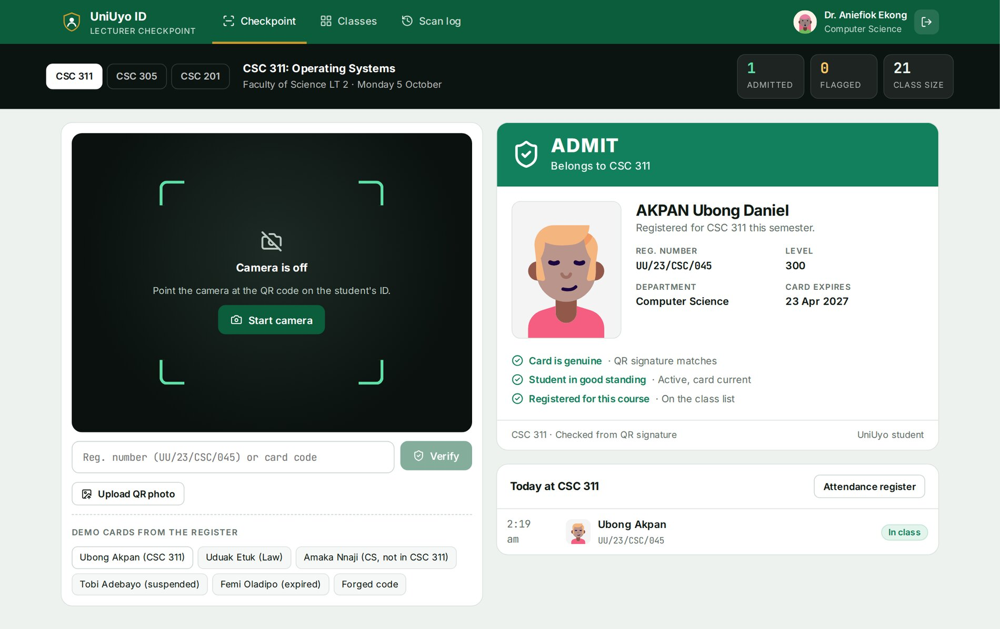 UniUyo ID
LECTURER CHECKPOINT
Checkpoint
Classes
Scan log
Dr. Aniefiok Ekong
Computer Science
CSC 311
CSC 305
CSC 201
CSC 311: Operating Systems
Faculty of Science LT 2 · Monday 5 October
1
ADMITTED
0
FLAGGED
21
CLASS SIZE
Camera is off
Point the camera at the QR code on the student's ID.
Start camera
Reg. number (UU/23/CSC/045) or card code
Verify
Upload QR photo
DEMO CARDS FROM THE REGISTER
Ubong Akpan (CSC 311)
Uduak Etuk (Law)
Amaka Nnaji (CS, not in CSC 311)
Tobi Adebayo (suspended)
Femi Oladipo (expired)
Forged code
ADMIT
Belongs to CSC 311
AKPAN Ubong Daniel
Registered for CSC 311 this semester.
REG. NUMBER
UU/23/CSC/045
LEVEL
300
DEPARTMENT
Computer Science
CARD EXPIRES
23 Apr 2027
Card is genuine · QR signature matches
Student in good standing · Active, card current
Registered for this course · On the class list
CSC 311 · Checked from QR signature
UniUyo student
Today at CSC 311
Attendance register
2:19
am
Ubong Akpan
UU/23/CSC/045
In class